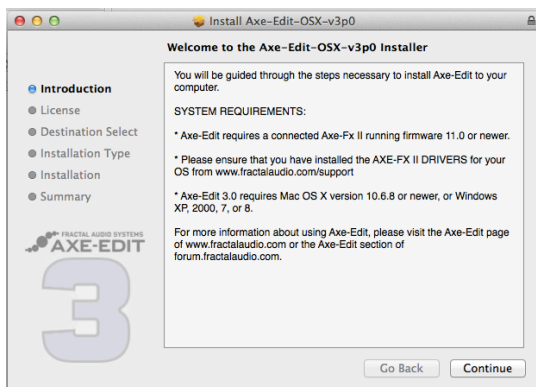 Install Axe-Edit-OSX-v3p0
Welcome to the Axe-Edit-OSX-v3p0 Installer
Introduction
License
Destination Select
Installation Type
Installation
Summary
FRACTAL AUDIO SYSTEMS
AXE-EDIT
3
You will be guided through the steps necessary to install Axe-Edit to your
computer.
SYSTEM REQUIREMENTS:
* Axe-Edit requires a connected Axe-Fx II running firmware 11.0 or newer.
* Please ensure that you have installed the AXE-FX II DRIVERS for your
OS from www.fractalaudio.com/support
* Axe-Edit 3.0 requires Mac OS X version 10.6.8 or newer, or Windows
XP, 2000, 7, or 8.
For more information about using Axe-Edit, please visit the Axe-Edit page
of www.fractalaudio.com or the Axe-Edit section of
forum.fractalaudio.com.
Go Back
Continue